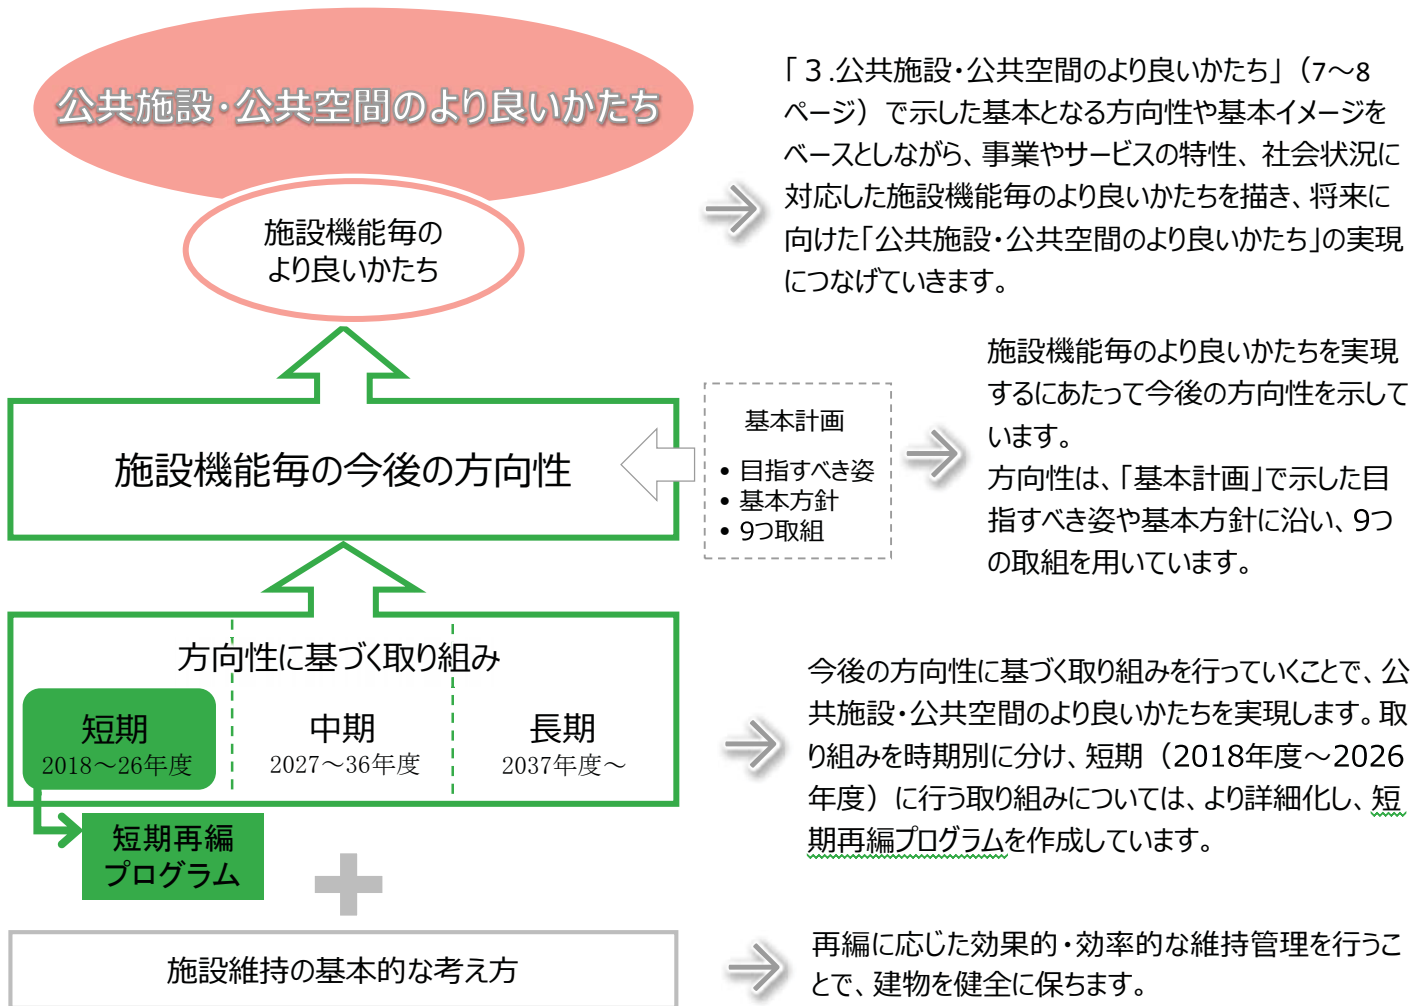 公共施設・公共空間のより良いかたち
施設機能毎の
より良いかたち
「３.公共施設・公共空間のより良いかたち」（7～8
ページ）で示した基本となる方向性や基本イメージを
ベースとしながら、事業やサービスの特性、社会状況に
対応した施設機能毎のより良いかたちを描き、将来に
向けた「公共施設・公共空間のより良いかたち」の実現
につなげていきます。
施設機能毎の今後の方向性
基本計画
• 目指すべき姿
• 基本方針
• 9つ取組
施設機能毎のより良いかたちを実現
するにあたって今後の方向性を示して
います。
方向性は、「基本計画」で示した目
指すべき姿や基本方針に沿い、9つ
の取組を用いています。
方向性に基づく取り組み
短期
2018～26年度
中期
2027～36年度
長期
2037年度～
短期再編
プログラム
今後の方向性に基づく取り組みを行っていくことで、公
共施設・公共空間のより良いかたちを実現します。取
り組みを時期別に分け、短期（2018年度～2026
年度）に行う取り組みについては、より詳細化し、短
期再編プログラムを作成しています。
施設維持の基本的な考え方
再編に応じた効果的・効率的な維持管理を行うこ
とで、建物を健全に保ちます。